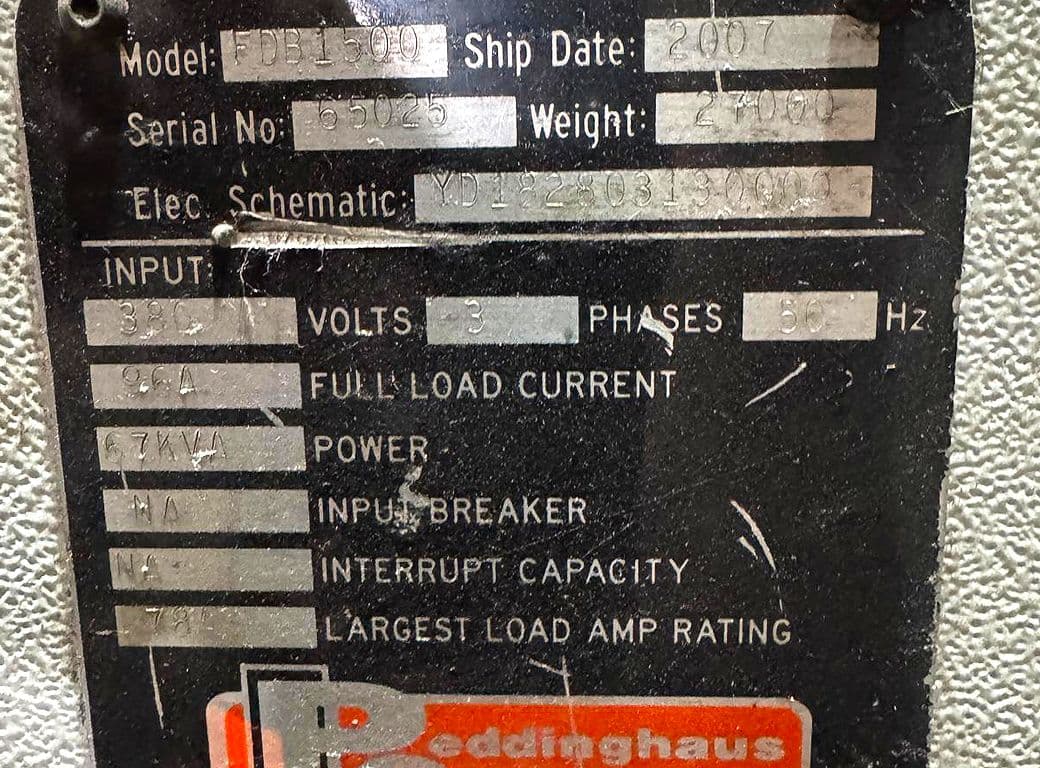 Model: FDB1500 Ship Date: 2007
Serial No: 65025 Weight: 27000
Elec. Schematic: YD182803130000
INPUT:
VOLTS 3 PHASES 50 Hz
96A FULL LOAD CURRENT
67KVA POWER
NA INPUT BREAKER
NA INTERRUPT CAPACITY
LARGEST LOAD AMP RATING
Peddinghaus